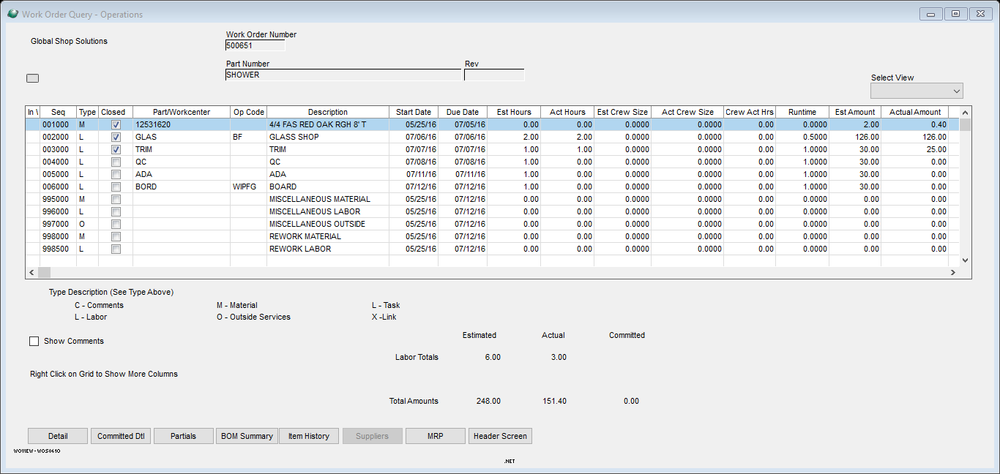 Work Order Query - Operations
Global Shop Solutions
Work Order Number
500651
Part Number Rev
SHOWER
Select View
In \ Seq Type Closed Part/Workcenter Op Code Description Start Date Due Date Est Hours Act Hours Est Crew Size Act Crew Size Crew Act Hrs Runtime Est Amount Actual Amount
001000 M 12531620 4/4 FAS RED OAK RGH 8' T 05/25/16 07/05/16 0.00 0.00 0.0000 0.0000 0.00 0.0000 2.00 0.40
002000 L GLAS BF GLASS SHOP 07/06/16 07/06/16 2.00 2.00 0.0000 0.0000 0.00 0.5000 126.00 126.00
003000 L TRIM TRIM 07/07/16 07/07/16 1.00 1.00 0.0000 0.0000 0.00 1.0000 30.00 25.00
004000 L QC QC 07/08/16 07/08/16 1.00 0.00 0.0000 0.0000 0.00 1.0000 30.00 0.00
005000 L ADA ADA 07/11/16 07/11/16 1.00 0.00 0.0000 0.0000 0.00 1.0000 30.00 0.00
006000 L BORD WIPFG BOARD 07/12/16 07/12/16 1.00 0.00 0.0000 0.0000 0.00 1.0000 30.00 0.00
995000 M MISCELLANEOUS MATERIAL 05/25/16 07/12/16 0.00 0.00 0.0000 0.0000 0.00 0.0000 0.00 0.00
996000 L MISCELLANEOUS LABOR 05/25/16 07/12/16 0.00 0.00 0.0000 0.0000 0.00 0.0000 0.00 0.00
997000 O MISCELLANEOUS OUTSIDE 05/25/16 07/12/16 0.00 0.00 0.0000 0.0000 0.00 0.0000 0.00 0.00
998000 M REWORK MATERIAL 05/25/16 07/12/16 0.00 0.00 0.0000 0.0000 0.00 0.0000 0.00 0.00
998500 L REWORK LABOR 05/25/16 07/12/16 0.00 0.00 0.0000 0.0000 0.00 0.0000 0.00 0.00
Type Description (See Type Above)
C - Comments M - Material L - Task
L - Labor O - Outside Services X -Link
Estimated Actual Committed
Show Comments
Labor Totals 6.00 3.00
Right Click on Grid to Show More Columns
Total Amounts 248.00 151.40 0.00
Detail Committed Dtl Partials BOM Summary Item History Suppliers MRP Header Screen
WOVIEW - WOS0610
.NET